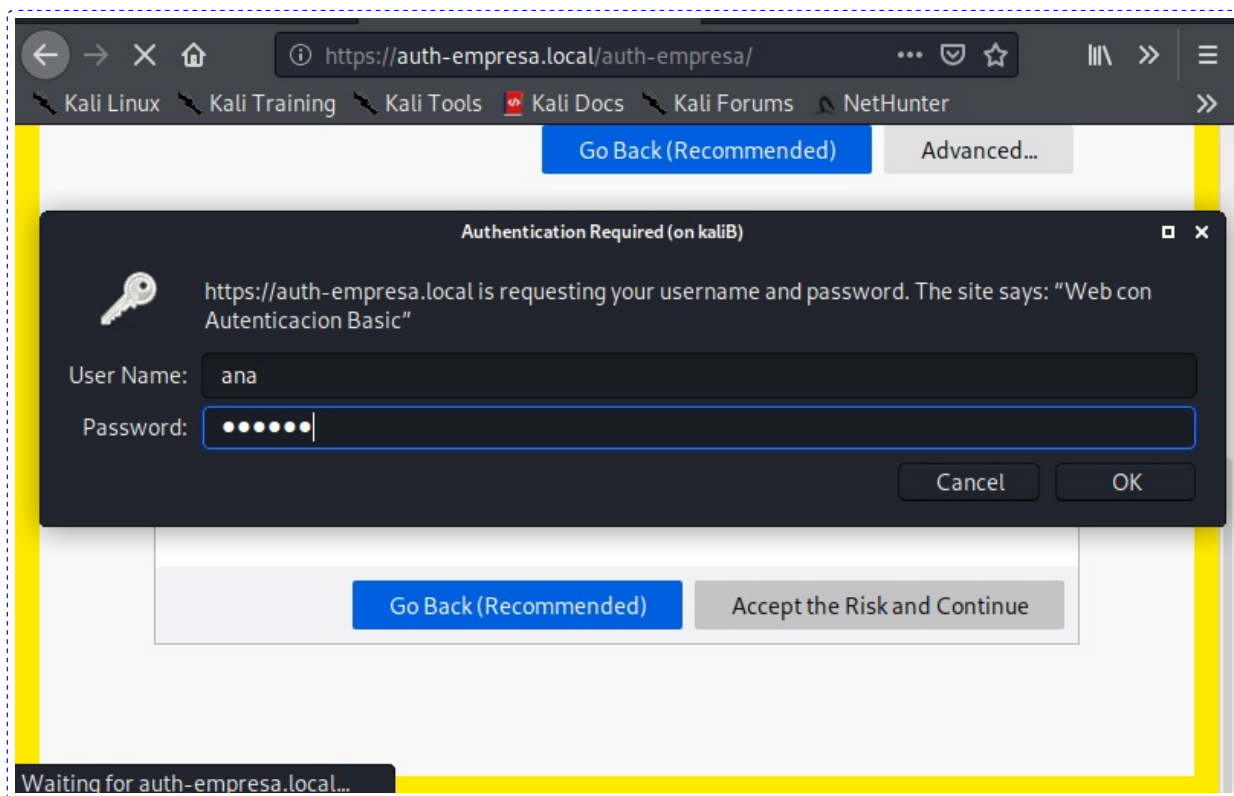 https://auth-empresa.local/auth-empresa/
Kali Linux Kali Training Kali Tools Kali Docs Kali Forums NetHunter
Go Back (Recommended) Advanced...
Authentication Required (on kaliB)
https://auth-empresa.local is requesting your username and password. The site says: “Web con
Autenticacion Basic”
User Name: ana
Password: ••••••
Cancel OK
Go Back (Recommended) Accept the Risk and Continue
Waiting for auth-empresa.local...